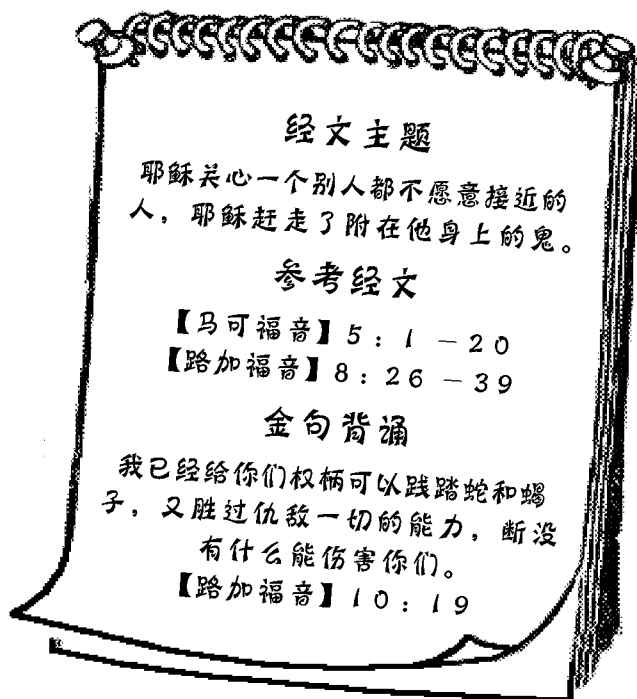 经文主题
耶稣关心一个别人都不愿意接近的
人，耶稣赶走了附在他身上的鬼。
参考经文
【马可福音】5：1－20
【路加福音】8：26－39
金句背诵
我已经给你们权柄可以践踏蛇和蝎
子，又胜过仇敌一切的能力，断没
有什么能伤害你们。
【路加福音】10：19